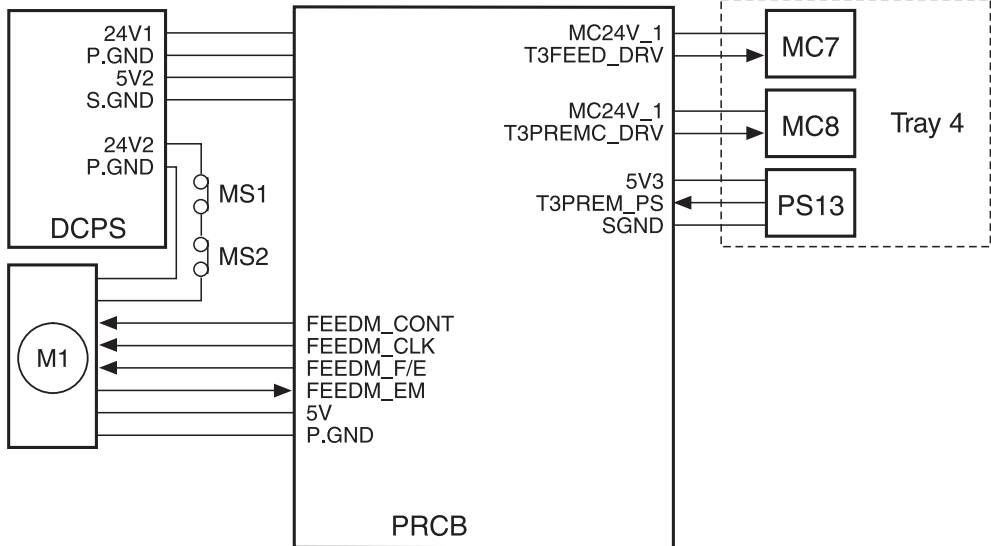 24V1
P.GND
5V2
S.GND
24V2
P.GND
DCPS
MS1
MS2
M1
FEEDM_CONT
FEEDM_CLK
FEEDM_F/E
FEEDM_EM
5V
P.GND
PRCB
MC24V_1
T3FEED_DRV
MC7
MC24V_1
T3PREMC_DRV
MC8
Tray 4
5V3
T3PREM_PS
SGND
PS13